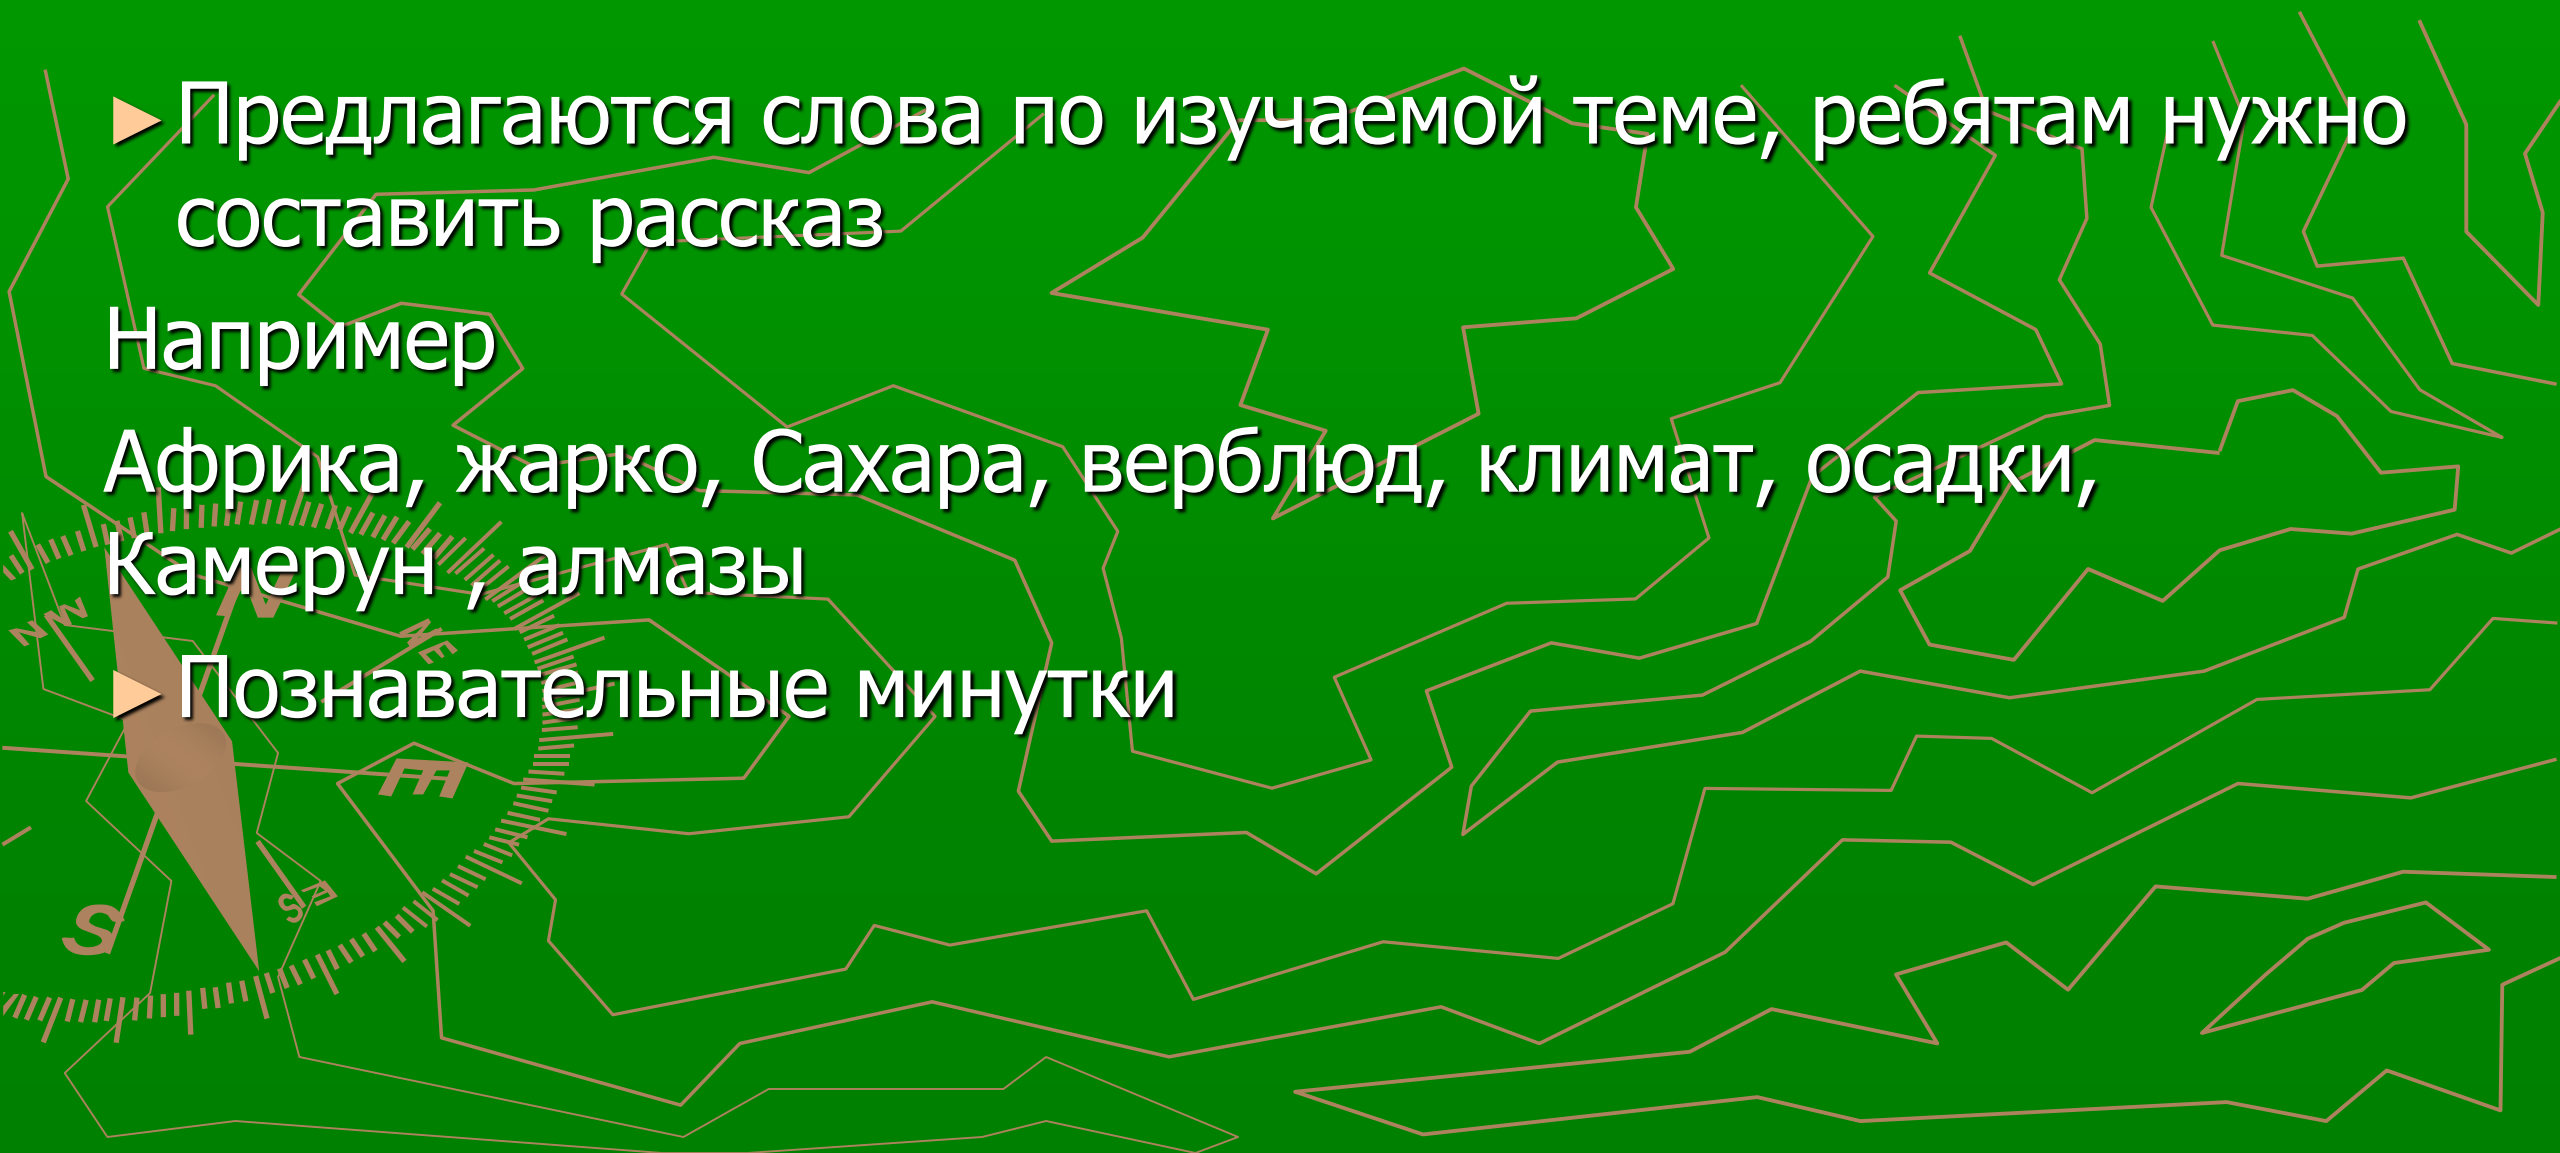 ► Предлагаются слова по изучаемой теме, ребятам нужно
составить рассказ
Например
Африка, жарко, Сахара, верблюд, климат, осадки,
Камерун , алмазы
► Познавательные минутки
N
E
S